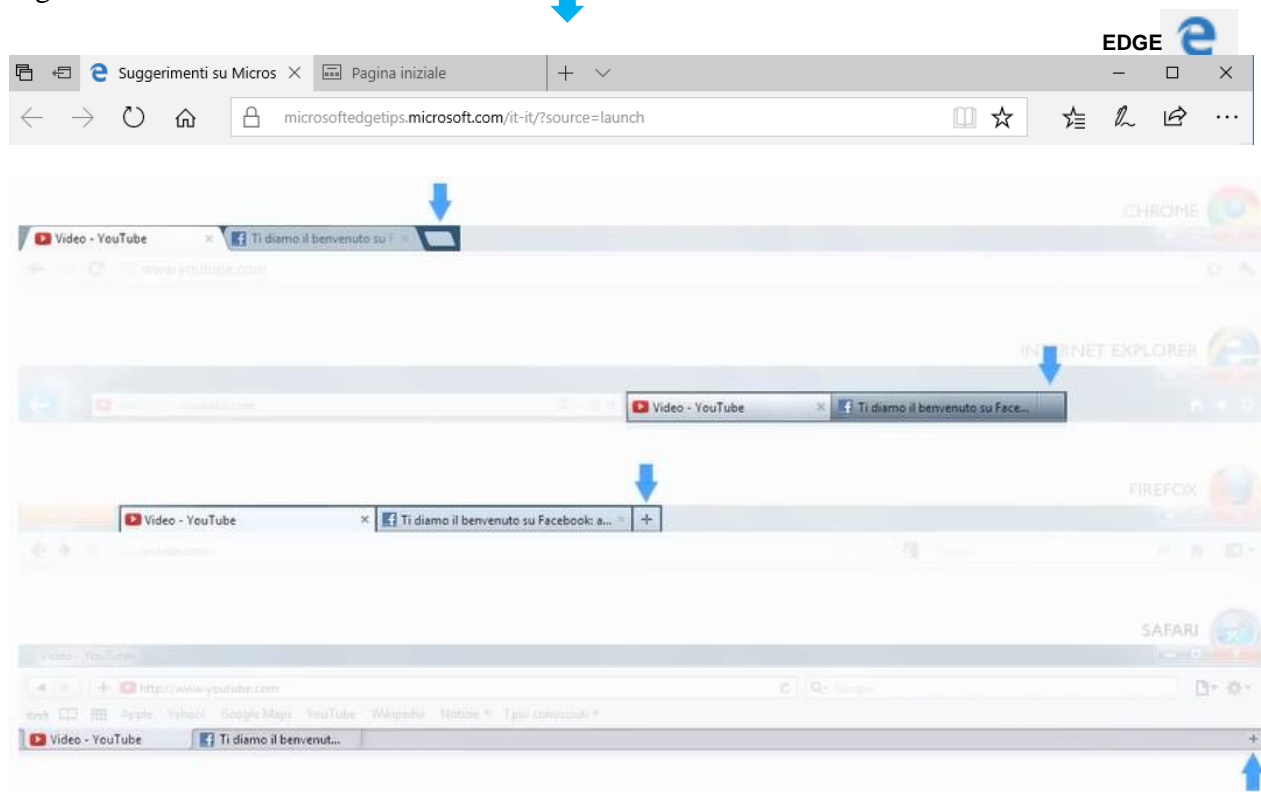 EDGE
Suggerimenti su Micros
Pagina iniziale
microsoftedgetips.microsoft.com/it-it/?source=launch
CHROME
Video - YouTube
Ti diamo il benvenuto su F
www.youtube.com
INTERNET EXPLORER
Video - YouTube
Ti diamo il benvenuto su Face...
FIREFOX
Video - YouTube
Ti diamo il benvenuto su Facebook: a...
SAFARI
Video - YouTube
http://www.youtube.com
Apple Yahoo! Google Maps YouTube Wikipedia Notizie I più conosciuti
Video - YouTube
Ti diamo il benvenut...